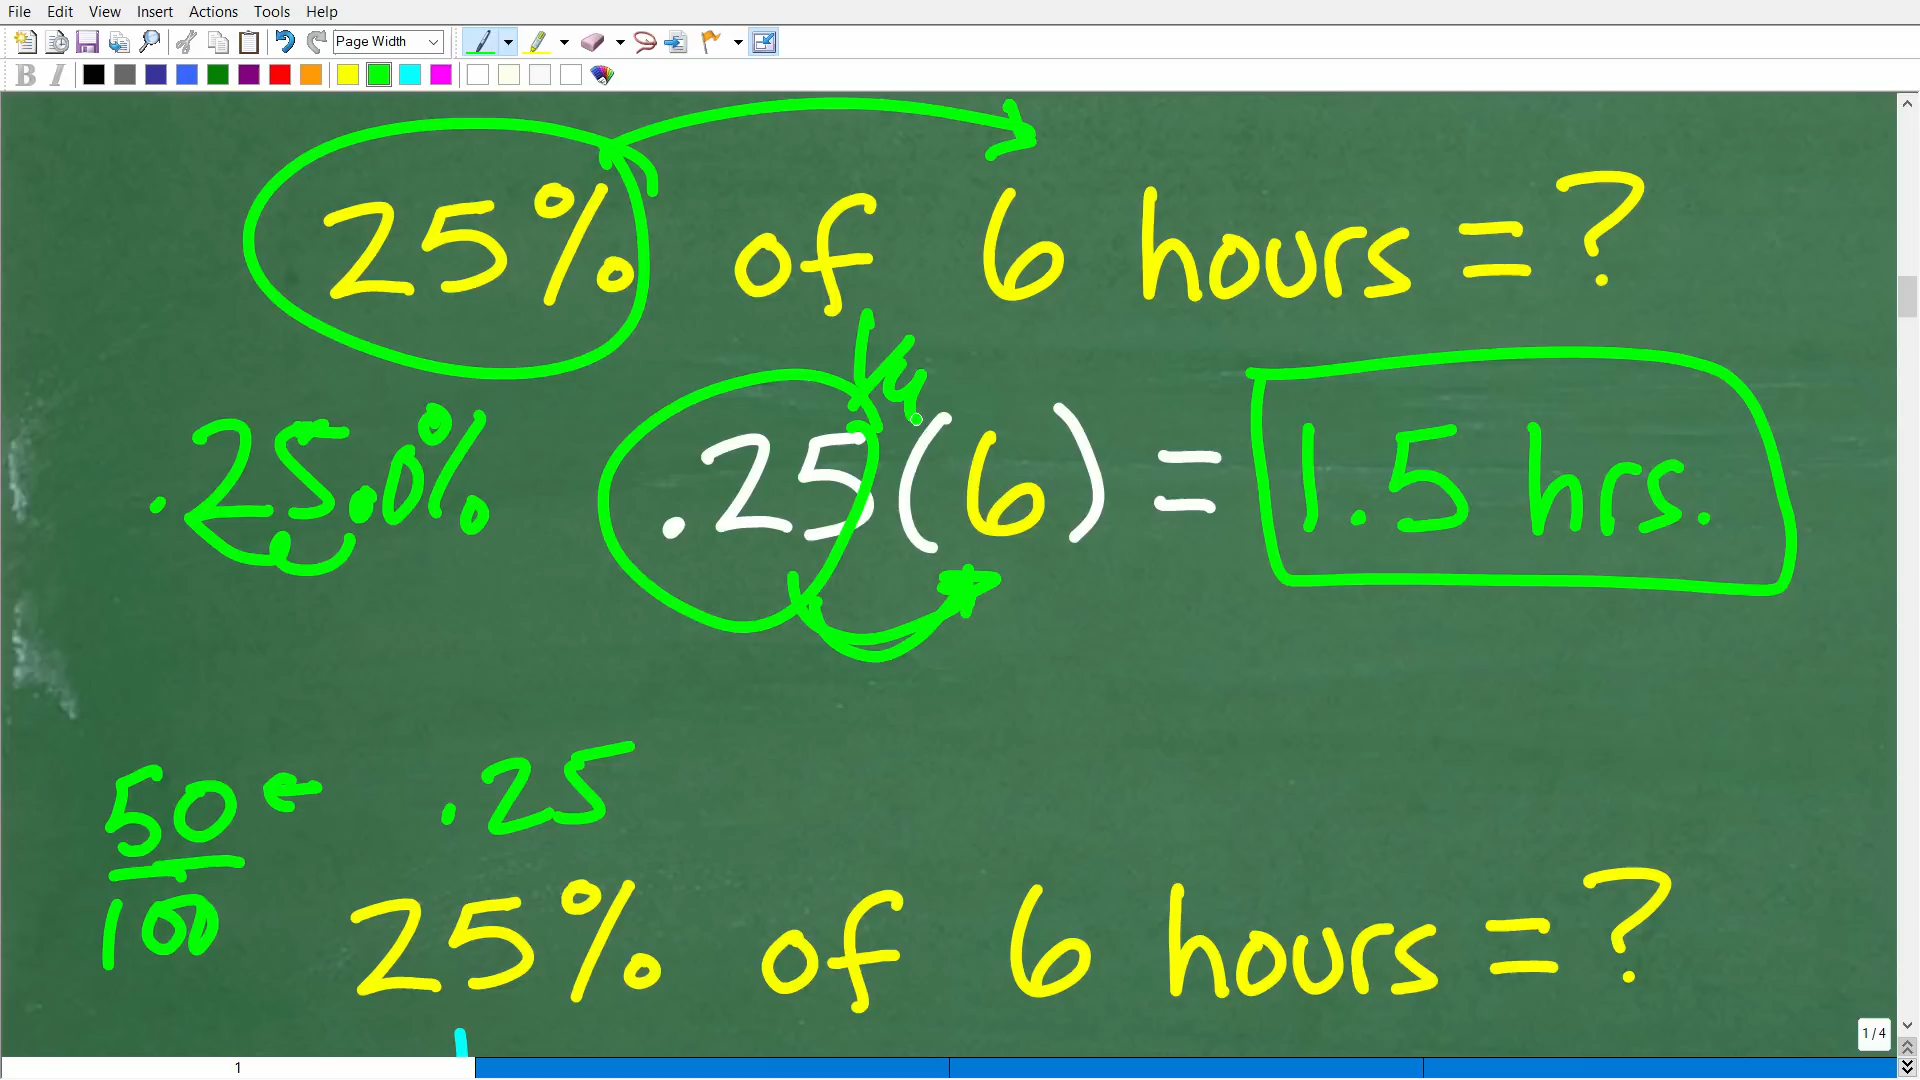 File Edit View Insert Actions Tools Help
Page Width
B I
25% of 6 hours = ?
.25.0% .25(6) = 1.5 hrs.
50 .25
100
25% of 6 hours = ?
1 / 4
1